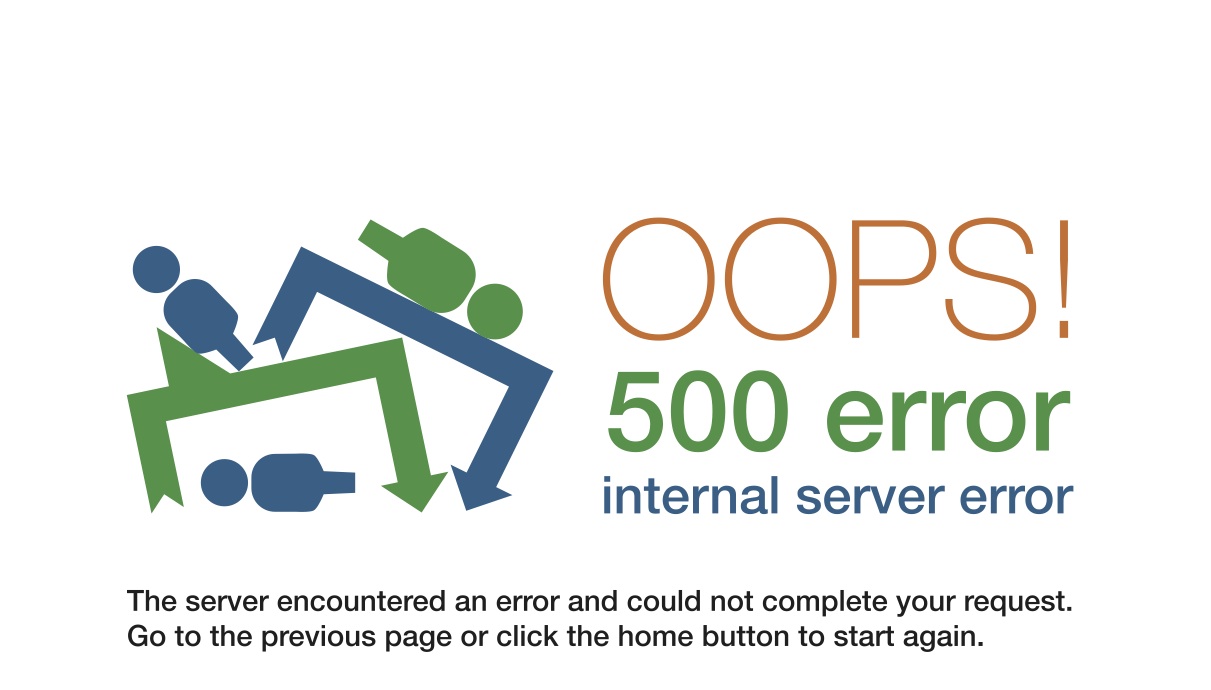 OOPS!
500 error
internal server error
The server encountered an error and could not complete your request.
Go to the previous page or click the home button to start again.